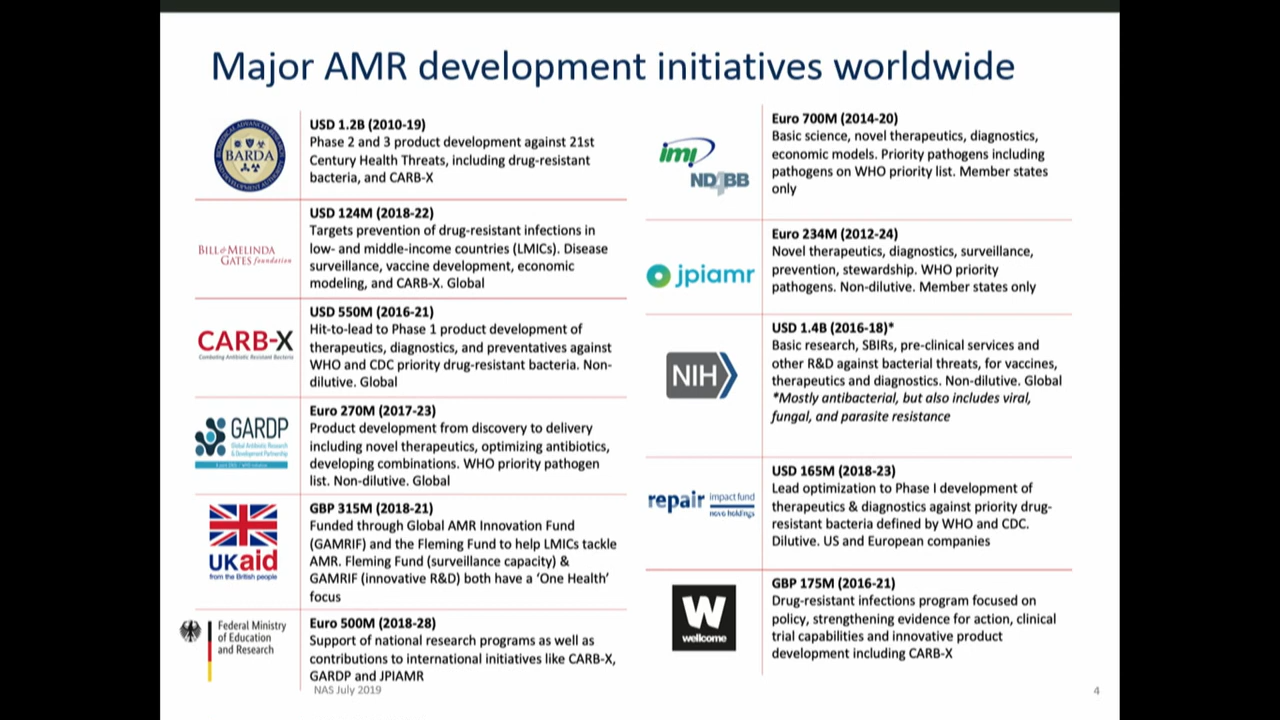 Major AMR development initiatives worldwide
BARDA
USD 1.2B (2010-19)
Phase 2 and 3 product development against 21st
Century Health Threats, including drug-resistant
bacteria, and CARB-X
BILL & MELINDA
GATES foundation
USD 124M (2018-22)
Targets prevention of drug-resistant infections in
low- and middle-income countries (LMICs). Disease
surveillance, vaccine development, economic
modeling, and CARB-X. Global
CARB-X
Combating Antibiotic Resistant Bacteria
USD 550M (2016-21)
Hit-to-lead to Phase 1 product development of
therapeutics, diagnostics, and preventatives against
WHO and CDC priority drug-resistant bacteria. Non-
dilutive. Global
GARDP
Global Antibiotic Research
& Development Partnership
Euro 270M (2017-23)
Product development from discovery to delivery
including novel therapeutics, optimizing antibiotics,
developing combinations. WHO priority pathogen
list. Non-dilutive. Global
UKaid
from the British people
GBP 315M (2018-21)
Funded through Global AMR Innovation Fund
(GAMRIF) and the Fleming Fund to help LMICs tackle
AMR. Fleming Fund (surveillance capacity) &
GAMRIF (innovative R&D) both have a ‘One Health’
focus
Federal Ministry
of Education
and Research
Euro 500M (2018-28)
Support of national research programs as well as
contributions to international initiatives like CARB-X,
GARDP and JPIAMR
imi
ND4BB
Euro 700M (2014-20)
Basic science, novel therapeutics, diagnostics,
economic models. Priority pathogens including
pathogens on WHO priority list. Member states
only
jpiamr
Euro 234M (2012-24)
Novel therapeutics, diagnostics, surveillance,
prevention, stewardship. WHO priority
pathogens. Non-dilutive. Member states only
NIH
USD 1.4B (2016-18)*
Basic research, SBIRs, pre-clinical services and
other R&D against bacterial threats, for vaccines,
therapeutics and diagnostics. Non-dilutive. Global
*Mostly antibacterial, but also includes viral,
fungal, and parasite resistance
repair impact fund
novo holdings
USD 165M (2018-23)
Lead optimization to Phase I development of
therapeutics & diagnostics against priority drug-
resistant bacteria defined by WHO and CDC.
Dilutive. US and European companies
W
wellcome
GBP 175M (2016-21)
Drug-resistant infections program focused on
policy, strengthening evidence for action, clinical
trial capabilities and innovative product
development including CARB-X
NAS July 2019
4